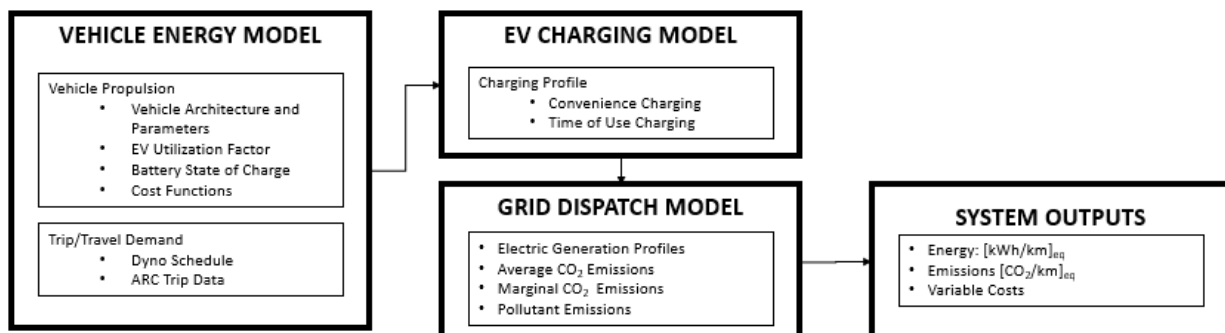 VEHICLE ENERGY MODEL
Vehicle Propulsion
• Vehicle Architecture and
Parameters
• EV Utilization Factor
• Battery State of Charge
• Cost Functions
Trip/Travel Demand
• Dyno Schedule
• ARC Trip Data
EV CHARGING MODEL
Charging Profile
• Convenience Charging
• Time of Use Charging
GRID DISPATCH MODEL
• Electric Generation Profiles
• Average CO₂ Emissions
• Marginal CO₂ Emissions
• Pollutant Emissions
SYSTEM OUTPUTS
• Energy: [kWh/km]eq
• Emissions [CO₂/km]eq
• Variable Costs